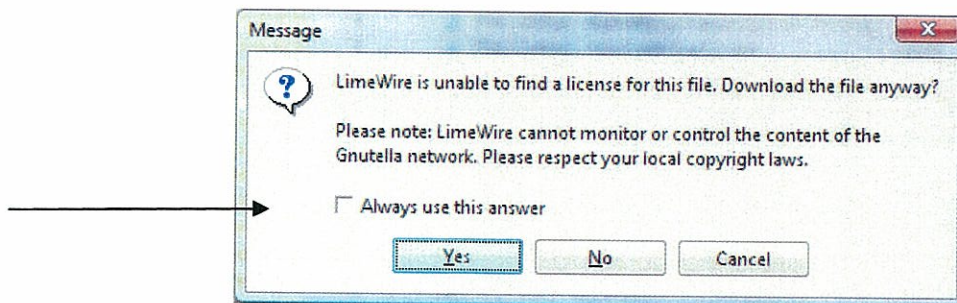 Message
LimeWire is unable to find a license for this file. Download the file anyway?
Please note: LimeWire cannot monitor or control the content of the
Gnutella network. Please respect your local copyright laws.
Always use this answer
Yes No Cancel